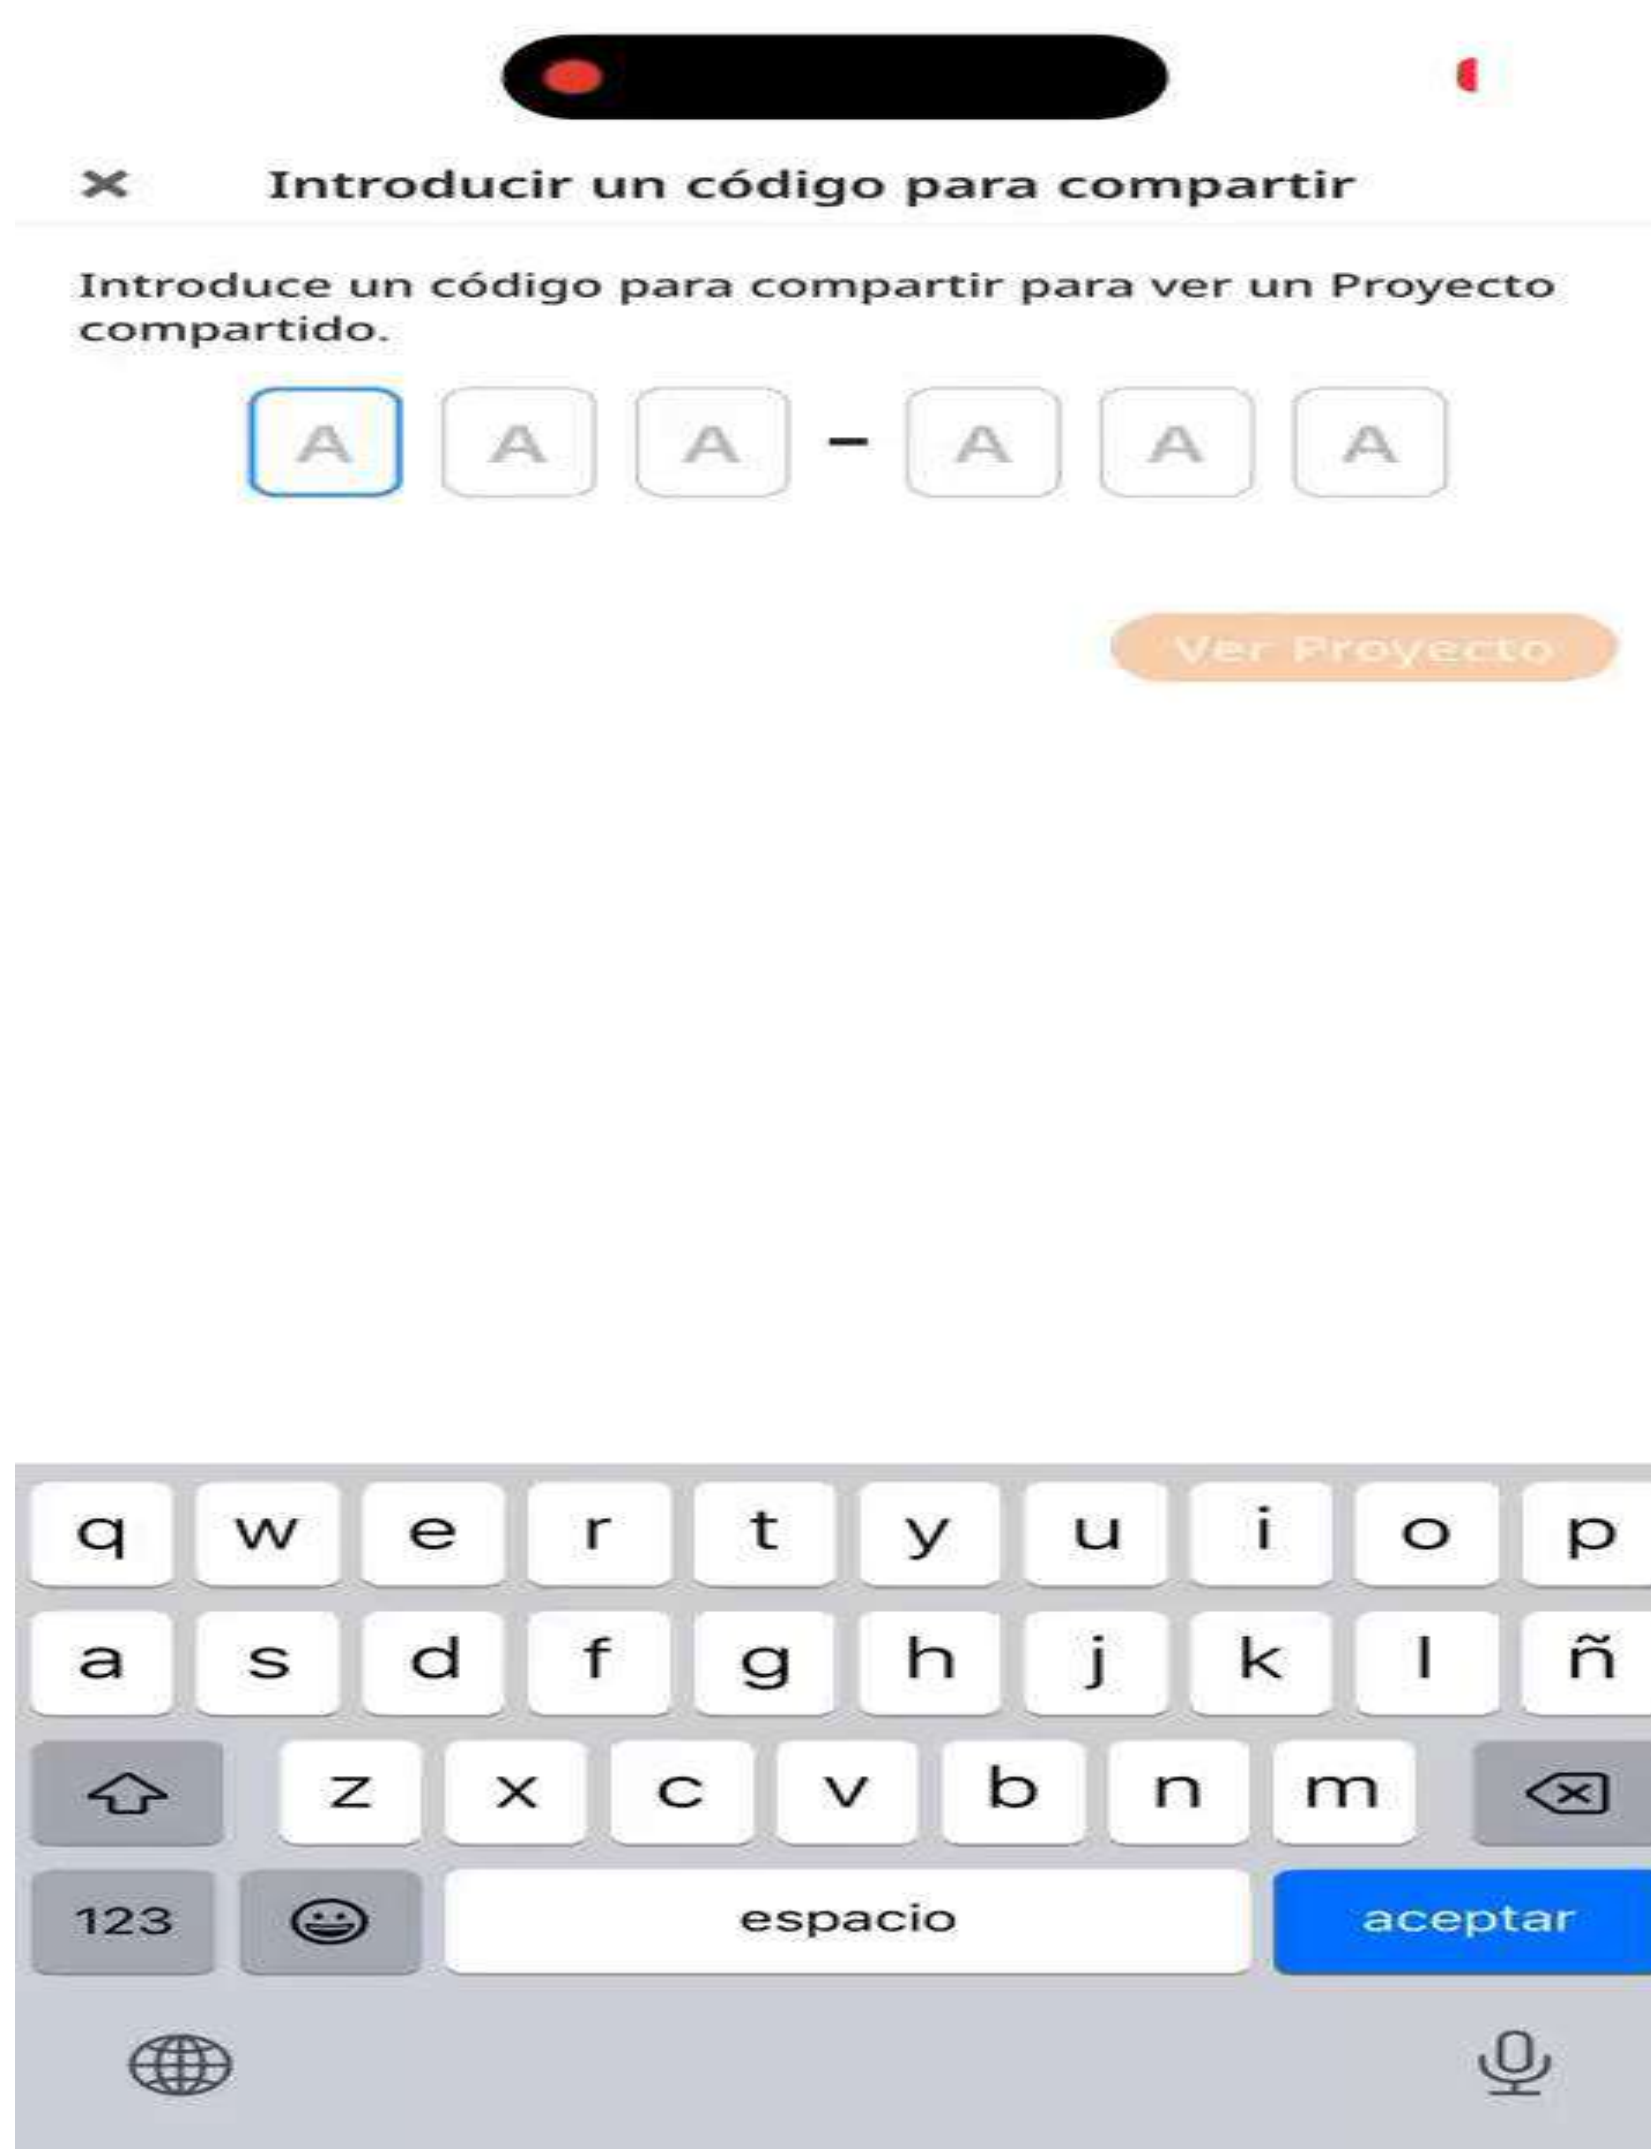 Introducir un código para compartir
Introduce un código para compartir para ver un Proyecto
compartido.
A A A - A A A
Ver Proyecto
q w e r t y u i o p
a s d f g h j k l ñ
z x c v b n m
123 espacio aceptar